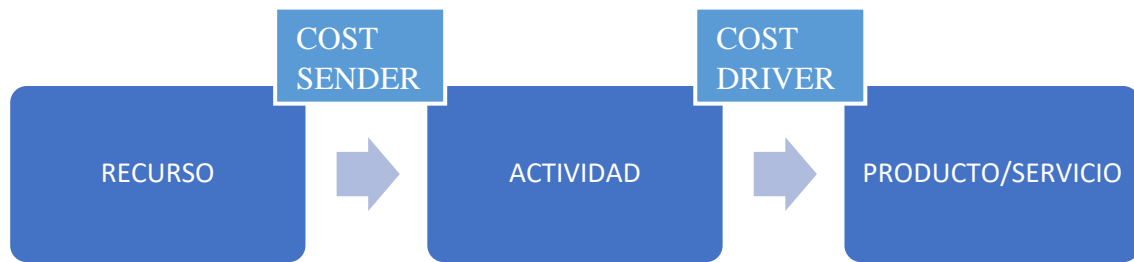 COST
SENDER
COST
DRIVER
RECURSO
ACTIVIDAD
PRODUCTO/SERVICIO